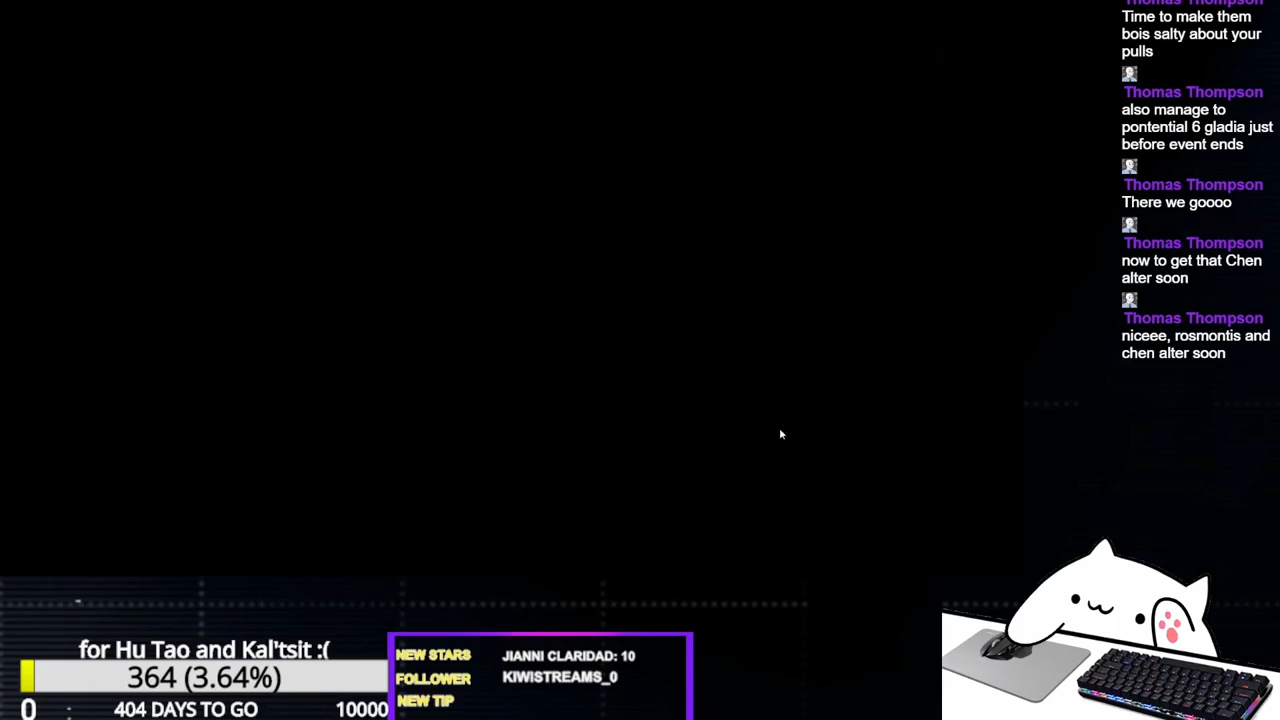 Thomas Thompson
Time to make them
bois salty about your
pulls
Thomas Thompson
also manage to
pontential 6 gladia just
before event ends
Thomas Thompson
There we goooo
Thomas Thompson
now to get that Chen
alter soon
Thomas Thompson
niceee, rosmontis and
chen alter soon
for Hu Tao and Kal'tsit :(
364 (3.64%)
0 : 404 DAYS TO GO 10000
NEW STARS JIANNI CLARIDAD: 10
FOLLOWER KIWISTREAMS_0
NEW TIP